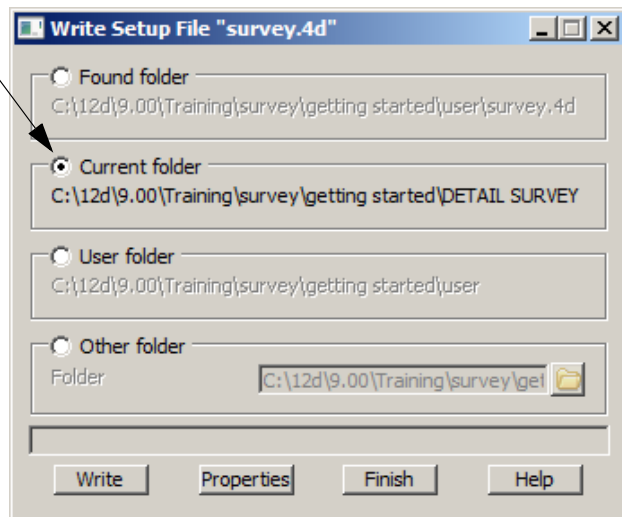 Write Setup File "survey.4d"
Found folder
C:\12d\9.00\Training\survey\getting started\user\survey.4d
Current folder
C:\12d\9.00\Training\survey\getting started\DETAIL SURVEY
User folder
C:\12d\9.00\Training\survey\getting started\user
Other folder
Folder C:\12d\9.00\Training\survey\get
Write Properties Finish Help